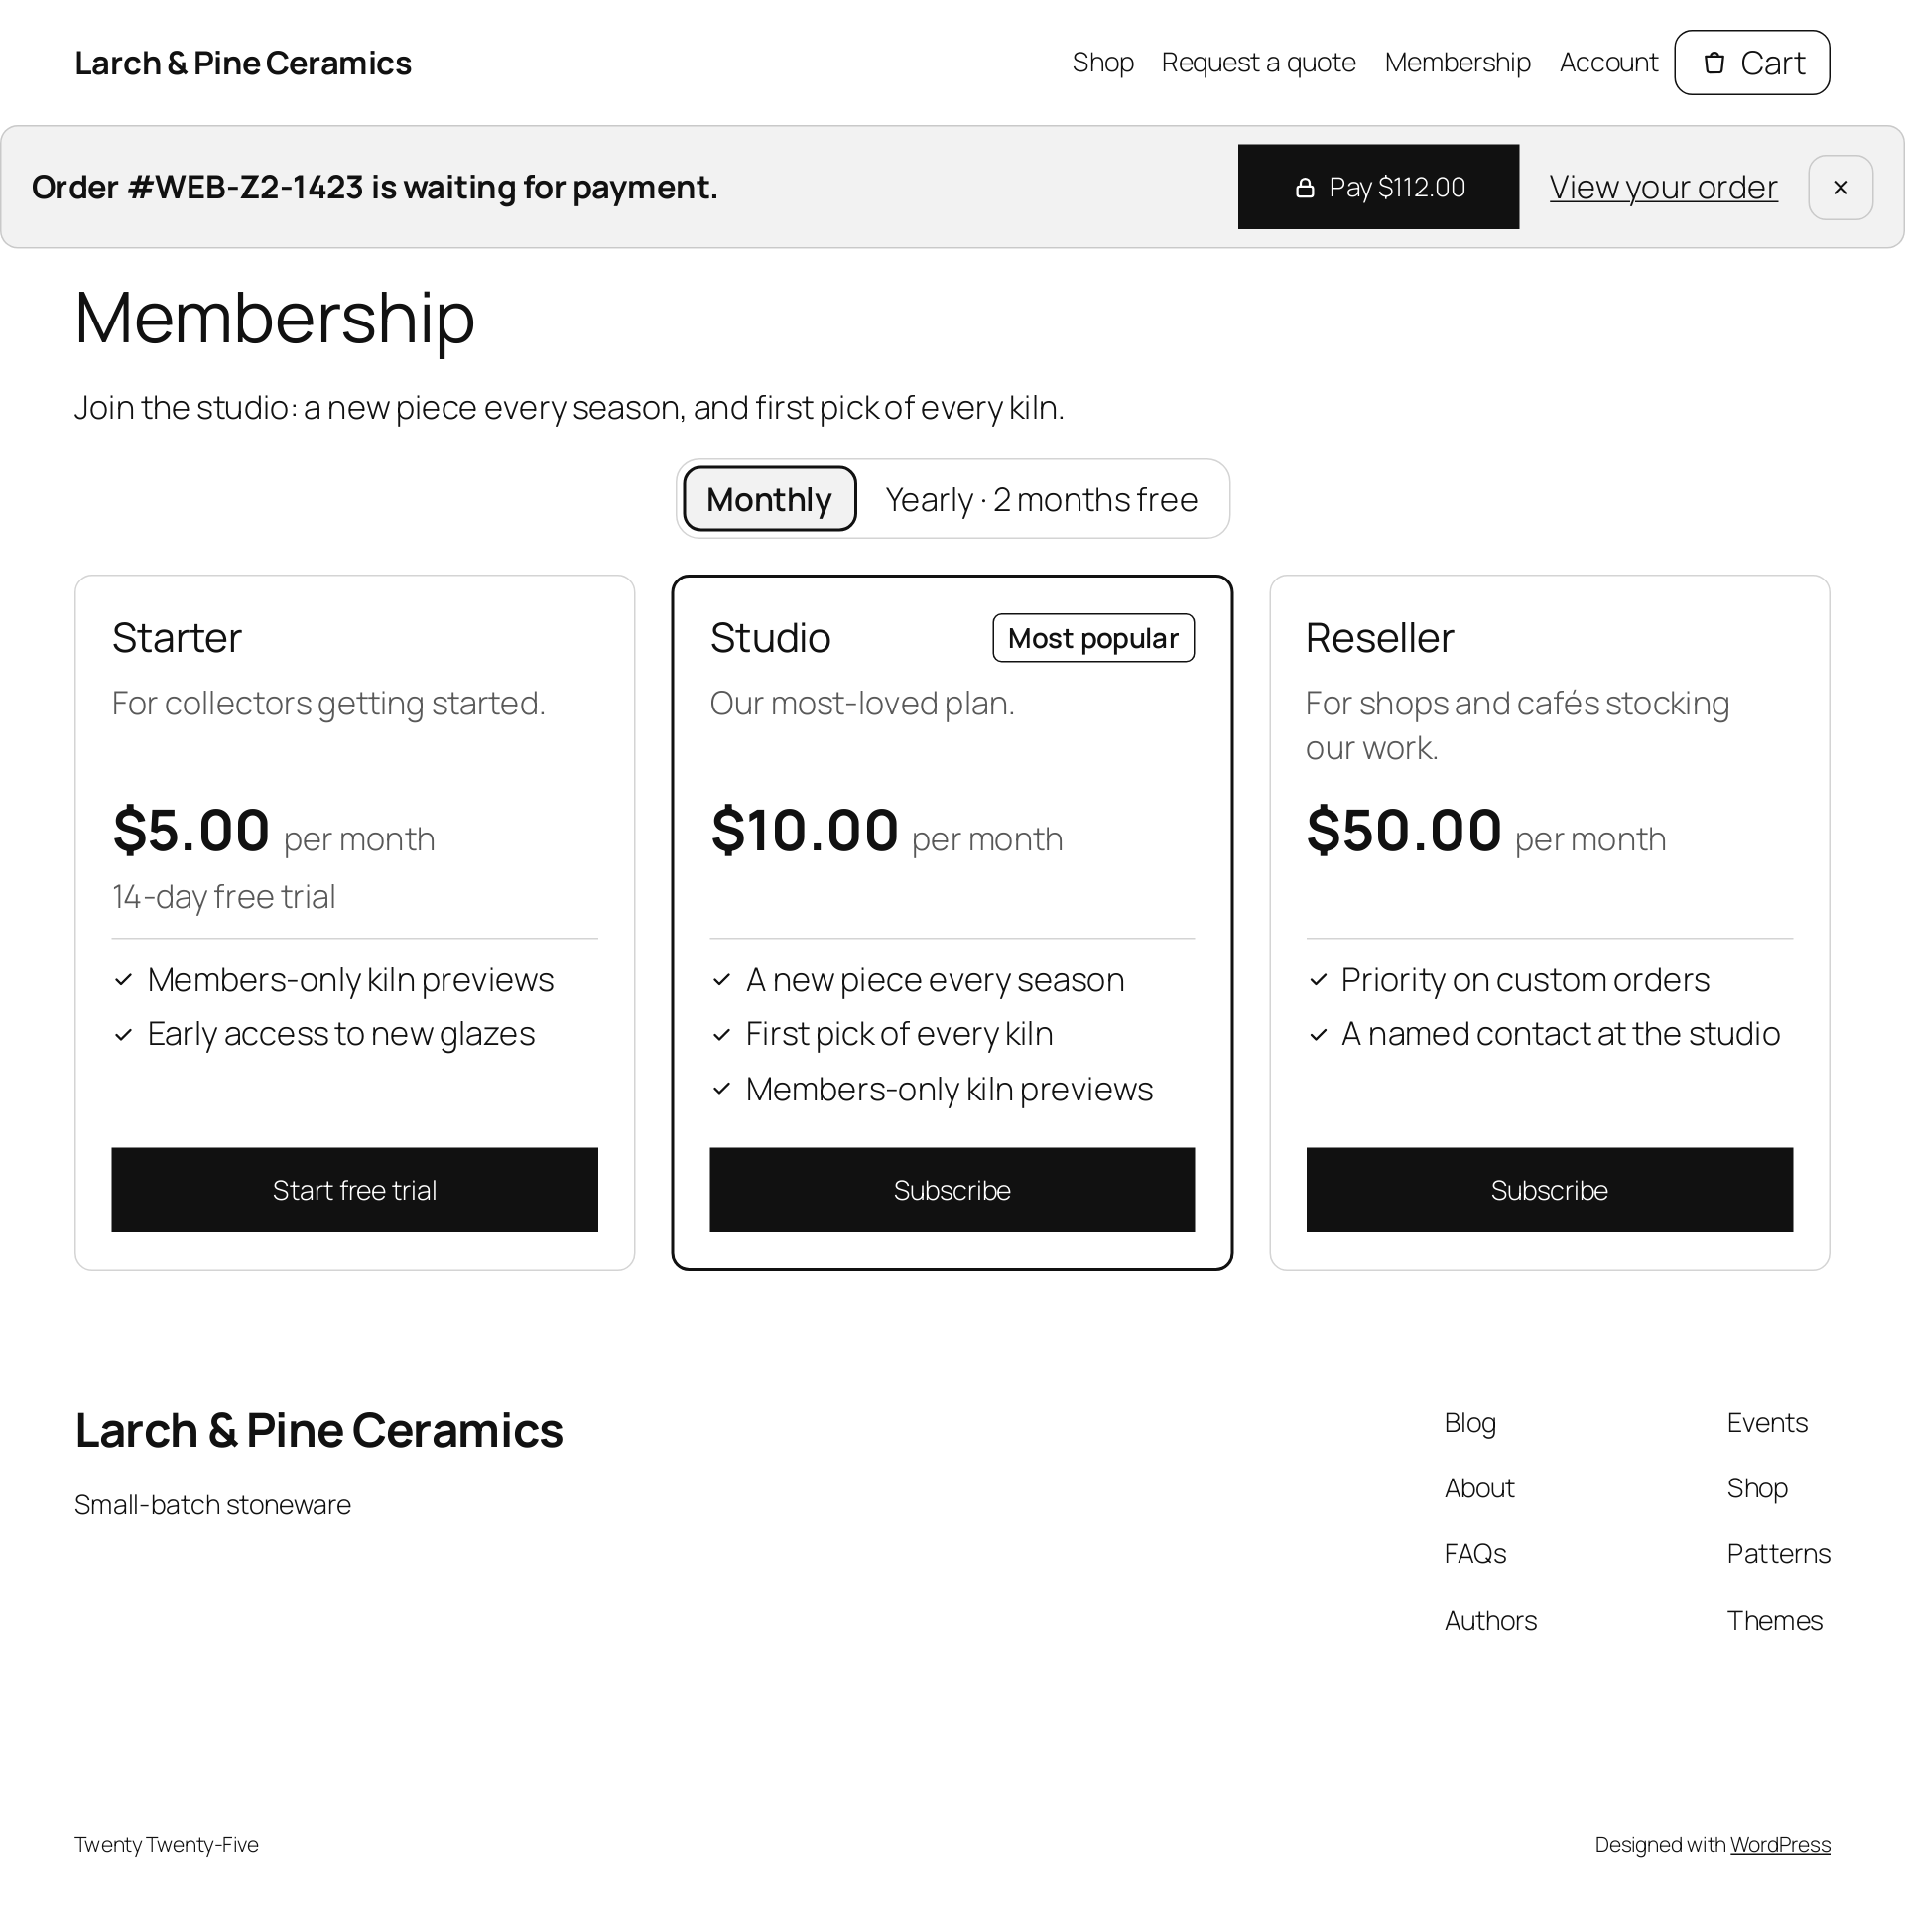 Larch & Pine Ceramics
Shop Request a quote Membership Account Cart
Order #WEB-Z2-1423 is waiting for payment.
Pay $112.00 View your order
Membership
Join the studio: a new piece every season, and first pick of every kiln.
Monthly Yearly · 2 months free
Starter
For collectors getting started.
$5.00 per month
14-day free trial
Members-only kiln previews
Early access to new glazes
Start free trial
Studio Most popular
Our most-loved plan.
$10.00 per month
A new piece every season
First pick of every kiln
Members-only kiln previews
Subscribe
Reseller
For shops and cafés stocking
our work.
$50.00 per month
Priority on custom orders
A named contact at the studio
Subscribe
Larch & Pine Ceramics
Small-batch stoneware
Blog
About
FAQs
Authors
Events
Shop
Patterns
Themes
Twenty Twenty-Five
Designed with WordPress